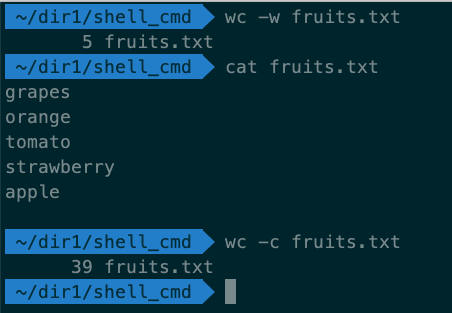 ~/dir1/shell_cmd wc -w fruits.txt
5 fruits.txt
~/dir1/shell_cmd cat fruits.txt
grapes
orange
tomato
strawberry
apple
~/dir1/shell_cmd wc -c fruits.txt
39 fruits.txt
~/dir1/shell_cmd